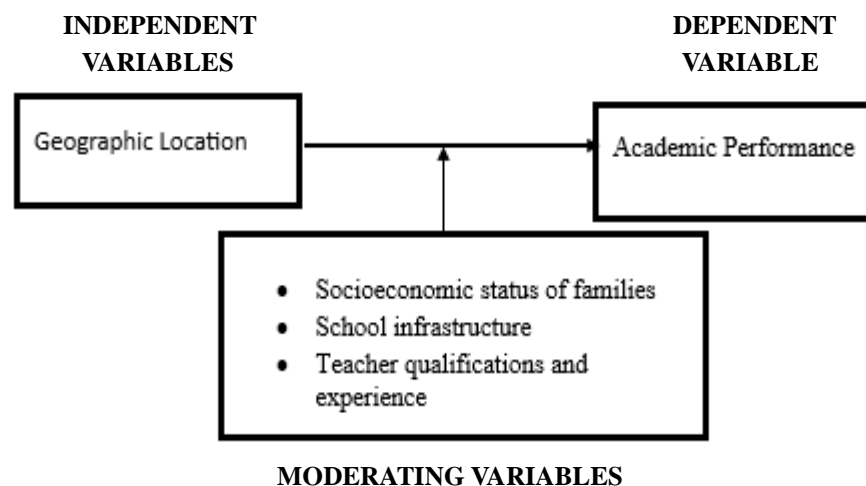 INDEPENDENT
VARIABLES
DEPENDENT
VARIABLE
Geographic Location
Academic Performance
• Socioeconomic status of families
• School infrastructure
• Teacher qualifications and
experience
MODERATING VARIABLES